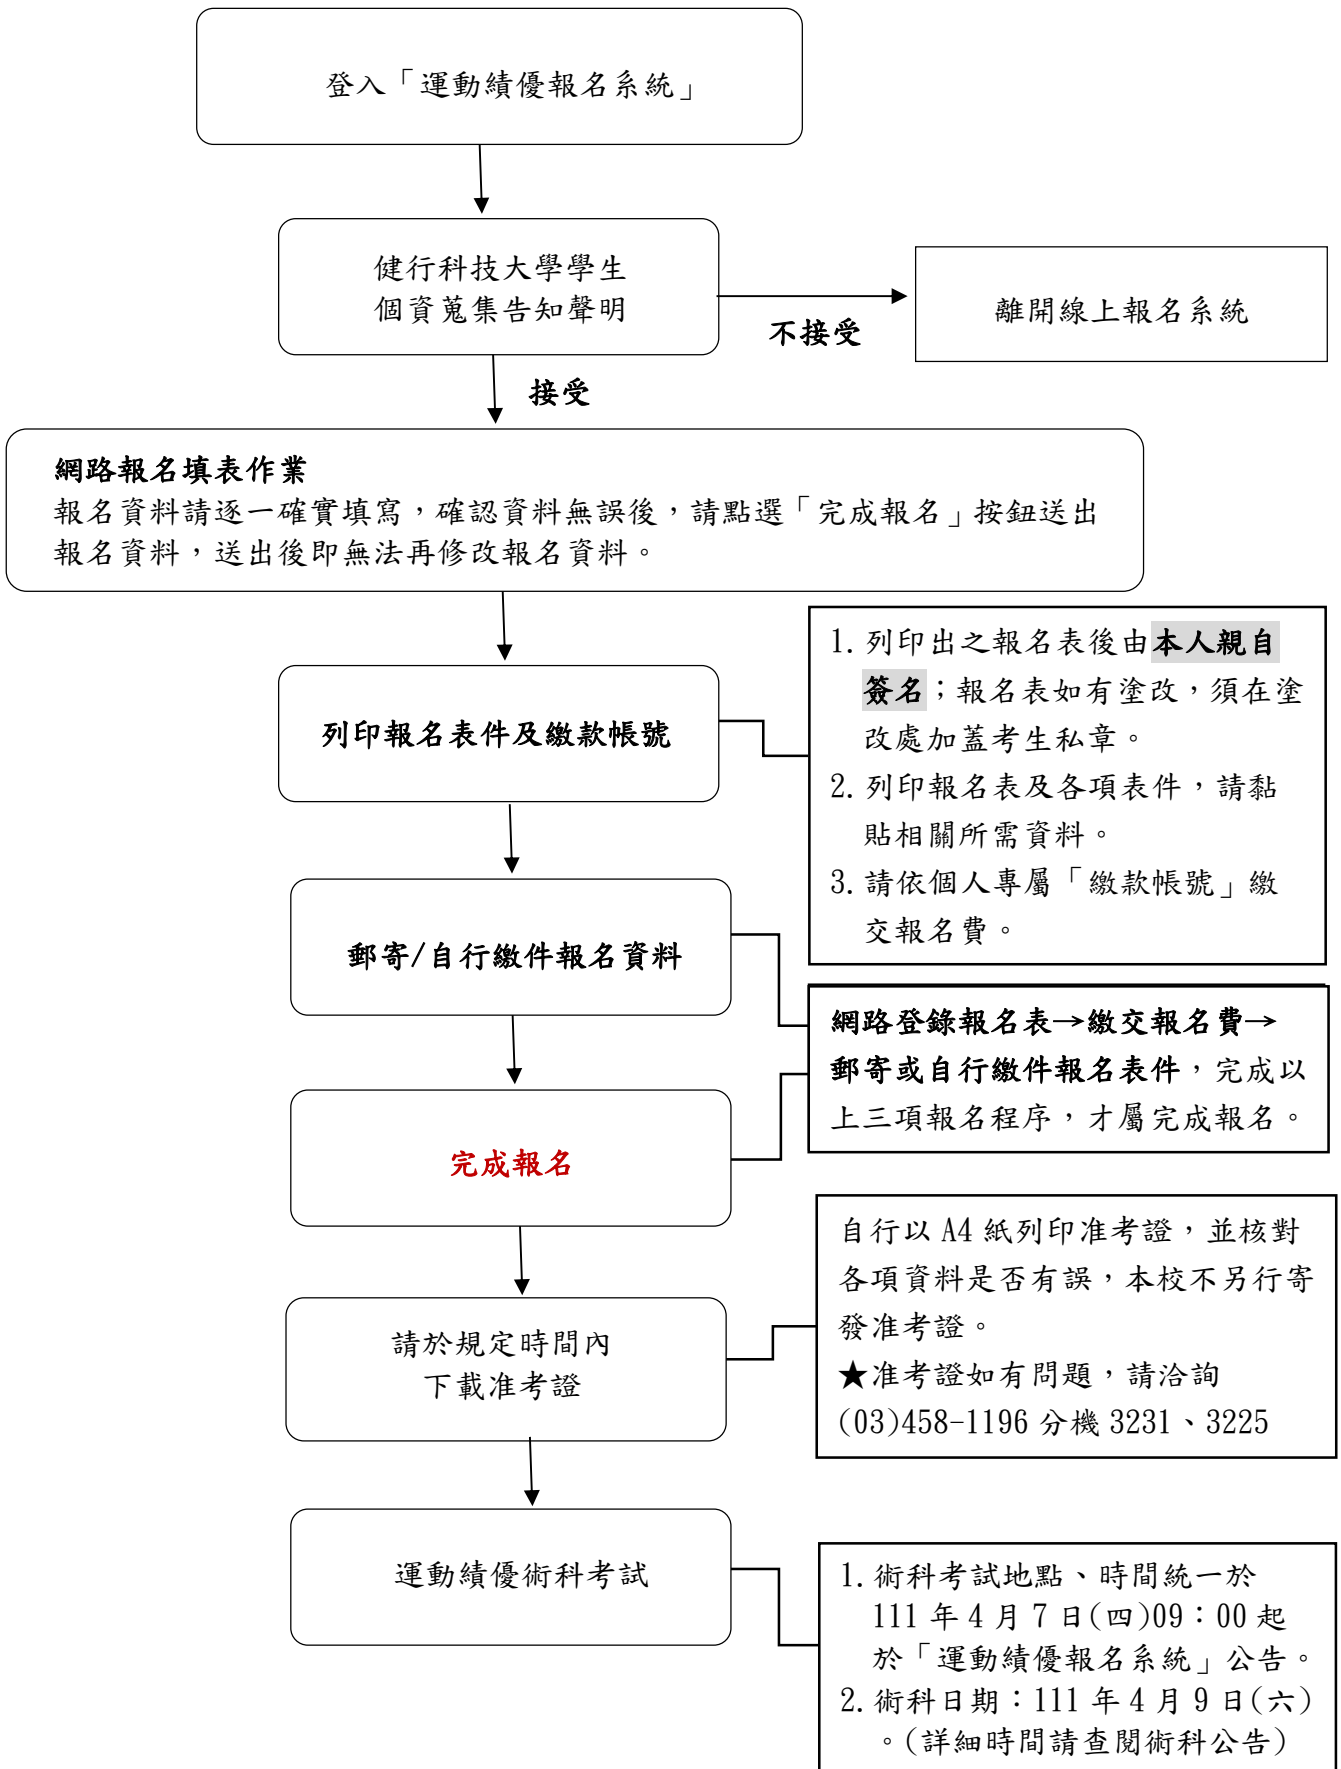 登入「運動績優報名系統」
健行科技大學學生
個資蒐集告知聲明
不接受
離開線上報名系統
接受
網路報名填表作業
報名資料請逐一確實填寫，確認資料無誤後，請點選「完成報名」按鈕送出
報名資料，送出後即無法再修改報名資料。
列印報名表件及繳款帳號
1. 列印出之報名表後由本人親自
簽名；報名表如有塗改，須在塗
改處加蓋考生私章。
2. 列印報名表及各項表件，請黏
貼相關所需資料。
3. 請依個人專屬「繳款帳號」繳
交報名費。
郵寄/自行繳件報名資料
網路登錄報名表→繳交報名費→
郵寄或自行繳件報名表件，完成以
上三項報名程序，才屬完成報名。
完成報名
自行以 A4 紙列印准考證，並核對
各項資料是否有誤，本校不另行寄
發准考證。
★准考證如有問題，請洽詢
(03)458-1196 分機 3231、3225
請於規定時間內
下載准考證
運動績優術科考試
1. 術科考試地點、時間統一於
111 年 4 月 7 日(四)09：00 起
於「運動績優報名系統」公告。
2. 術科日期：111 年 4 月 9 日(六)
。(詳細時間請查閱術科公告)